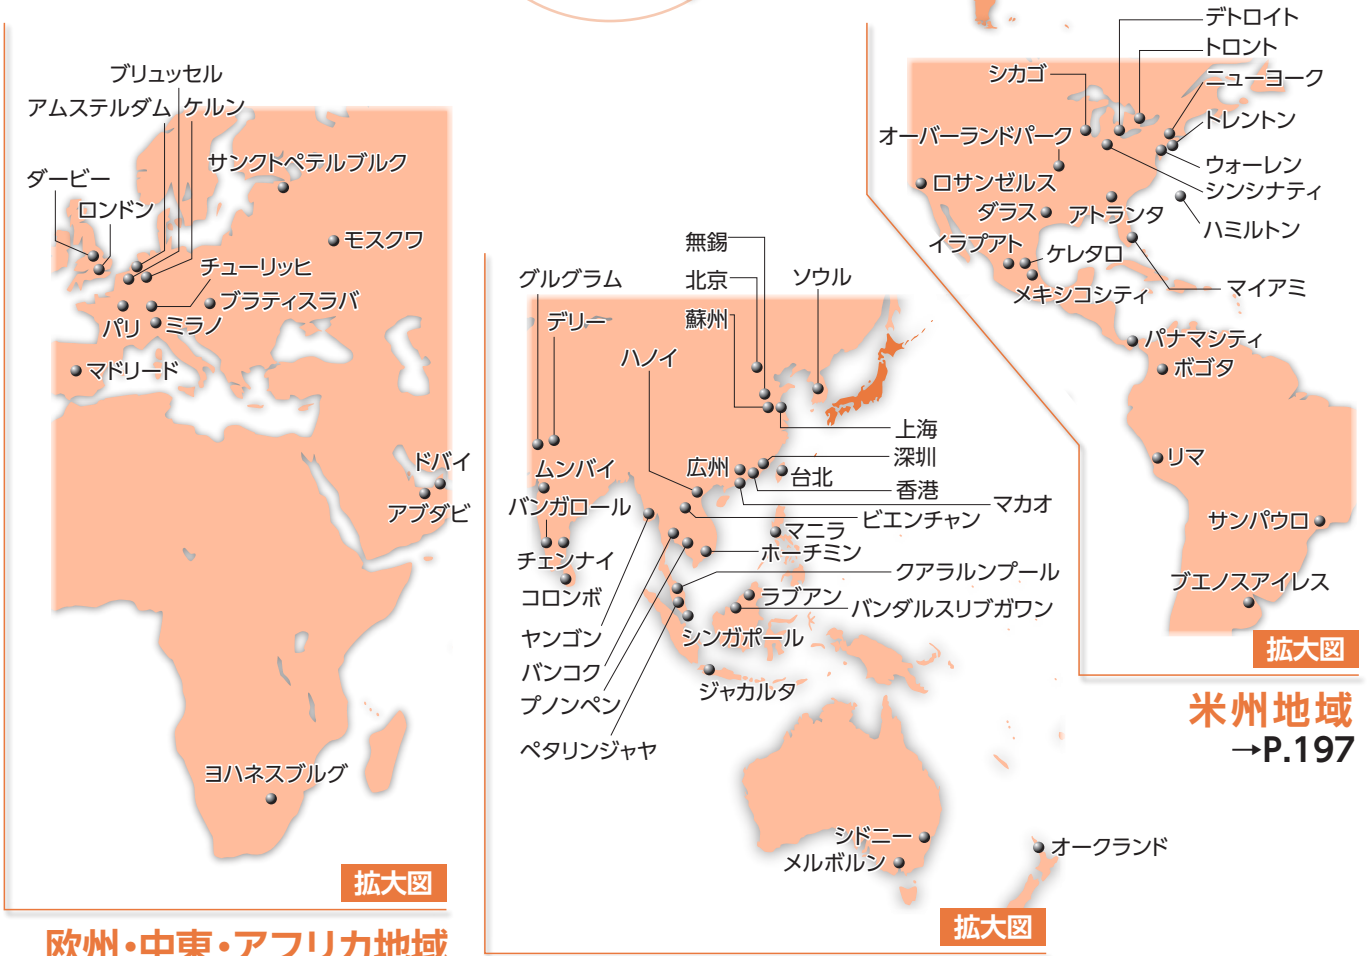 ブリュッセル
アムステルダム
ケルン
サンクトペテルブルク
ダービー
ロンドン
モスクワ
チューリッヒ
ブラティスラバ
パリ
ミラノ
マドリード
ドバイ
アブダビ
ヨハネスブルグ
拡大図
欧州・中東・アフリカ地域
無錫
北京
ソウル
グルグラム
蘇州
デリー
ハノイ
上海
深圳
広州
台北
ムンバイ
香港
マカオ
バンガロール
ビエンチャン
マニラ
ホーチミン
チェンナイ
クアラルンプール
コロンボ
ラブアン
バンダルスリブガワン
ヤンゴン
シンガポール
バンコク
ジャカルタ
プノンペン
ペタリンジャヤ
シドニー
メルボルン
オークランド
拡大図
デトロイト
トロント
シカゴ
ニューヨーク
トレントン
オーバーランドパーク
ウォーレン
ロサンゼルス
シンシナティ
ダラス
アトランタ
ハミルトン
イラプアト
ケレタロ
メキシコシティ
マイアミ
パナマシティ
ボゴタ
リマ
サンパウロ
ブエノスアイレス
拡大図
米州地域
→P.197